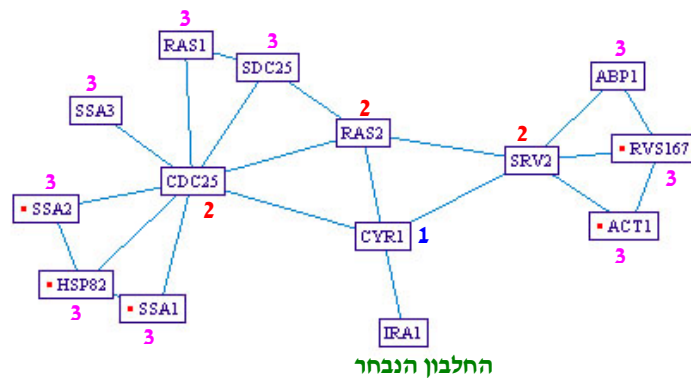 3
RAS1
3
SDC25
3
SSA3
2
RAS2
3
ABP1
2
SRV2
RVS167
3
CDC25
2
3
SSA2
CYR1 1
ACT1
3
HSP82
3
SSA1
3
IRA1
החלבון הנבחר